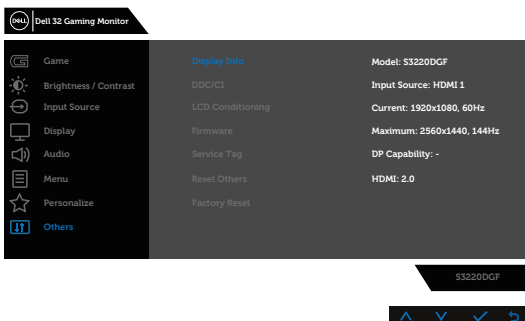 DELL Dell 32 Gaming Monitor
Game
Brightness / Contrast
Input Source
Display
Audio
Menu
Personalize
Others
Display Info
DDC/CI
LCD Conditioning
Firmware
Service Tag
Reset Others
Factory Reset
Model: S3220DGF
Input Source: HDMI 1
Current: 1920x1080, 60Hz
Maximum: 2560x1440, 144Hz
DP Capability: -
HDMI: 2.0
S3220DGF